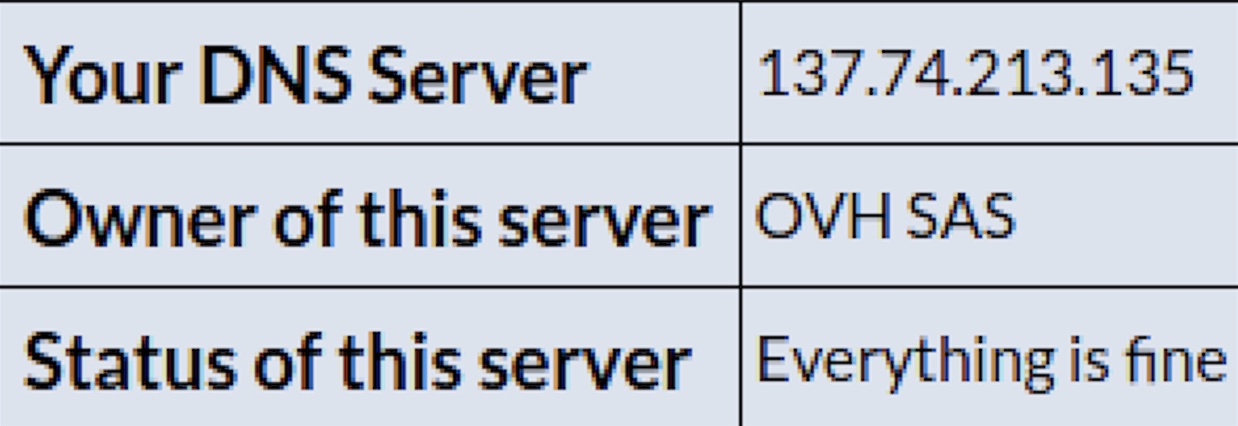 Your DNS Server 137.74.213.135
Owner of this server OVH SAS
Status of this server Everything is fine